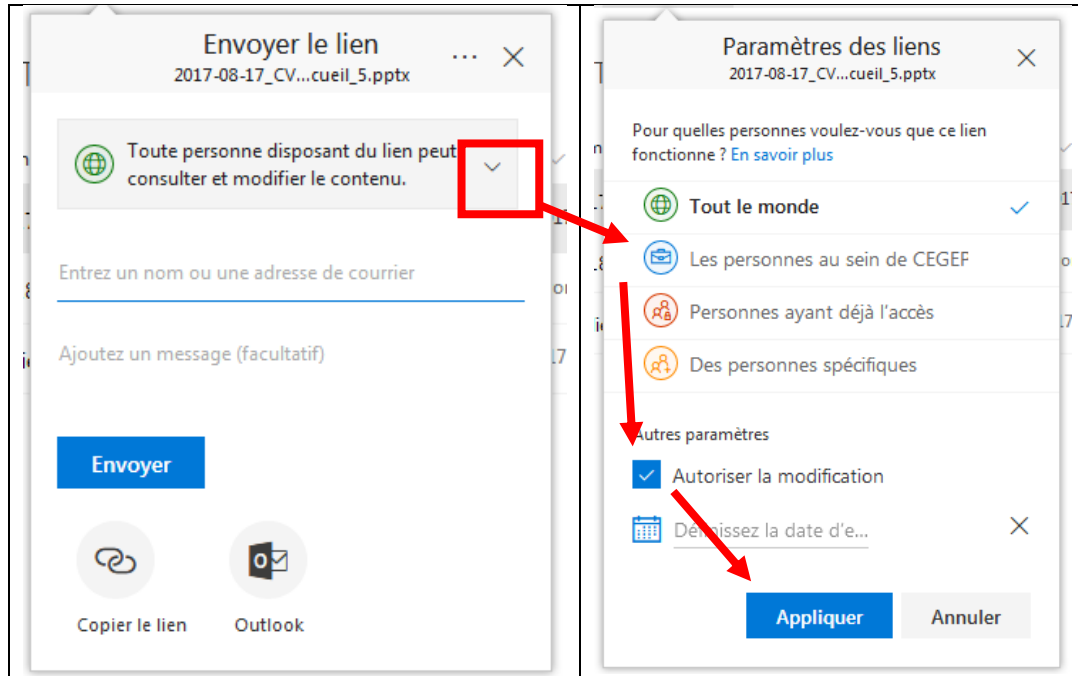 Envoyer le lien
2017-08-17_CV...cueil_5.pptx
Toute personne disposant du lien peut
consulter et modifier le contenu.
Entrez un nom ou une adresse de courrier
Ajoutez un message (facultatif)
Envoyer
Copier le lien
Outlook
Paramètres des liens
2017-08-17_CV...cueil_5.pptx
Pour quelles personnes voulez-vous que ce lien
fonctionne ? En savoir plus
Tout le monde
Les personnes au sein de CEGEP
Personnes ayant déjà l'accès
Des personnes spécifiques
Autres paramètres
Autoriser la modification
Définissez la date d'e...
Appliquer
Annuler